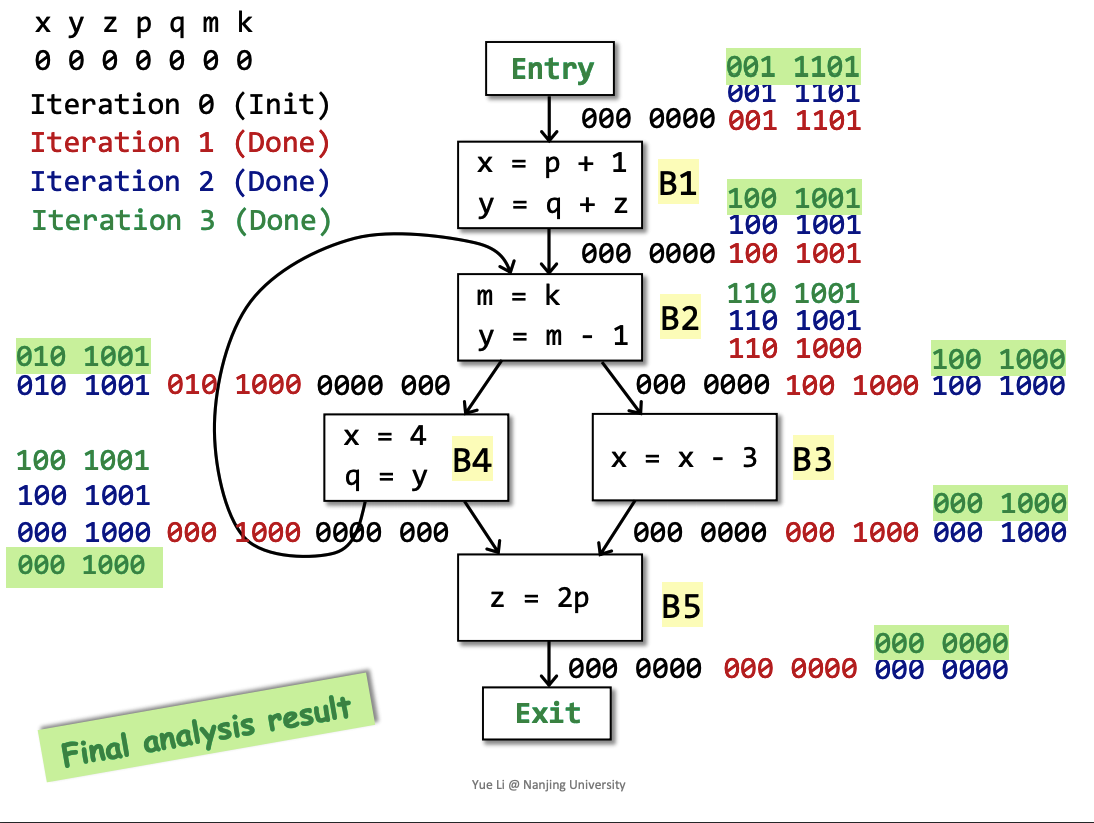 x y z p q m k
0 0 0 0 0 0 0
Iteration 0 (Init)
Iteration 1 (Done)
Iteration 2 (Done)
Iteration 3 (Done)
Entry
001 1101
001 1101
000 0000 001 1101
x = p + 1
y = q + z
B1
100 1001
100 1001
000 0000 100 1001
m = k
y = m - 1
B2
110 1001
110 1001
110 1000
010 1001
010 1001 010 1000 0000 000
100 1000
000 0000 100 1000 100 1000
x = 4
q = y
B4
x = x - 3
B3
100 1001
100 1001
000 1000 000 1000 0000 000
000 1000
000 1000
000 0000 000 1000 000 1000
z = 2p
B5
000 0000
000 0000 000 0000 000 0000
Exit
Final analysis result
Yue Li @ Nanjing University